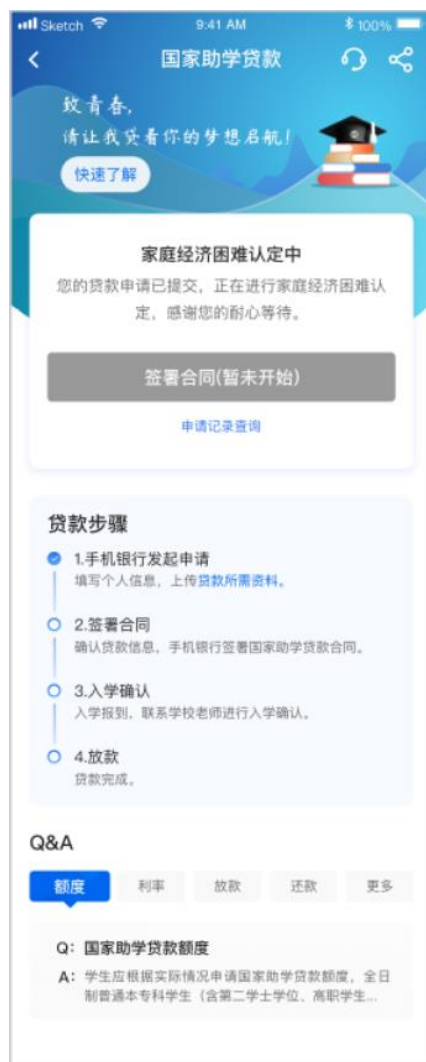 Sketch 9:41 AM 100%
国家助学贷款
致青春,
请让我贷着你的梦想启航!
快速了解
家庭经济困难认定中
您的贷款申请已提交，正在进行家庭经济困难认
定，感谢您的耐心等待。
签署合同(暂未开始)
申请记录查询
贷款步骤
1.手机银行发起申请
填写个人信息，上传贷款所需资料。
2.签署合同
确认贷款信息，手机银行签署国家助学贷款合同。
3.入学确认
入学报到，联系学校老师进行入学确认。
4.放款
贷款完成。
Q&A
额度 利率 放款 还款 更多
Q: 国家助学贷款额度
A: 学生应根据实际情况申请国家助学贷款额度，全日
制普通本专科学生（含第二学士学位、高职学生...